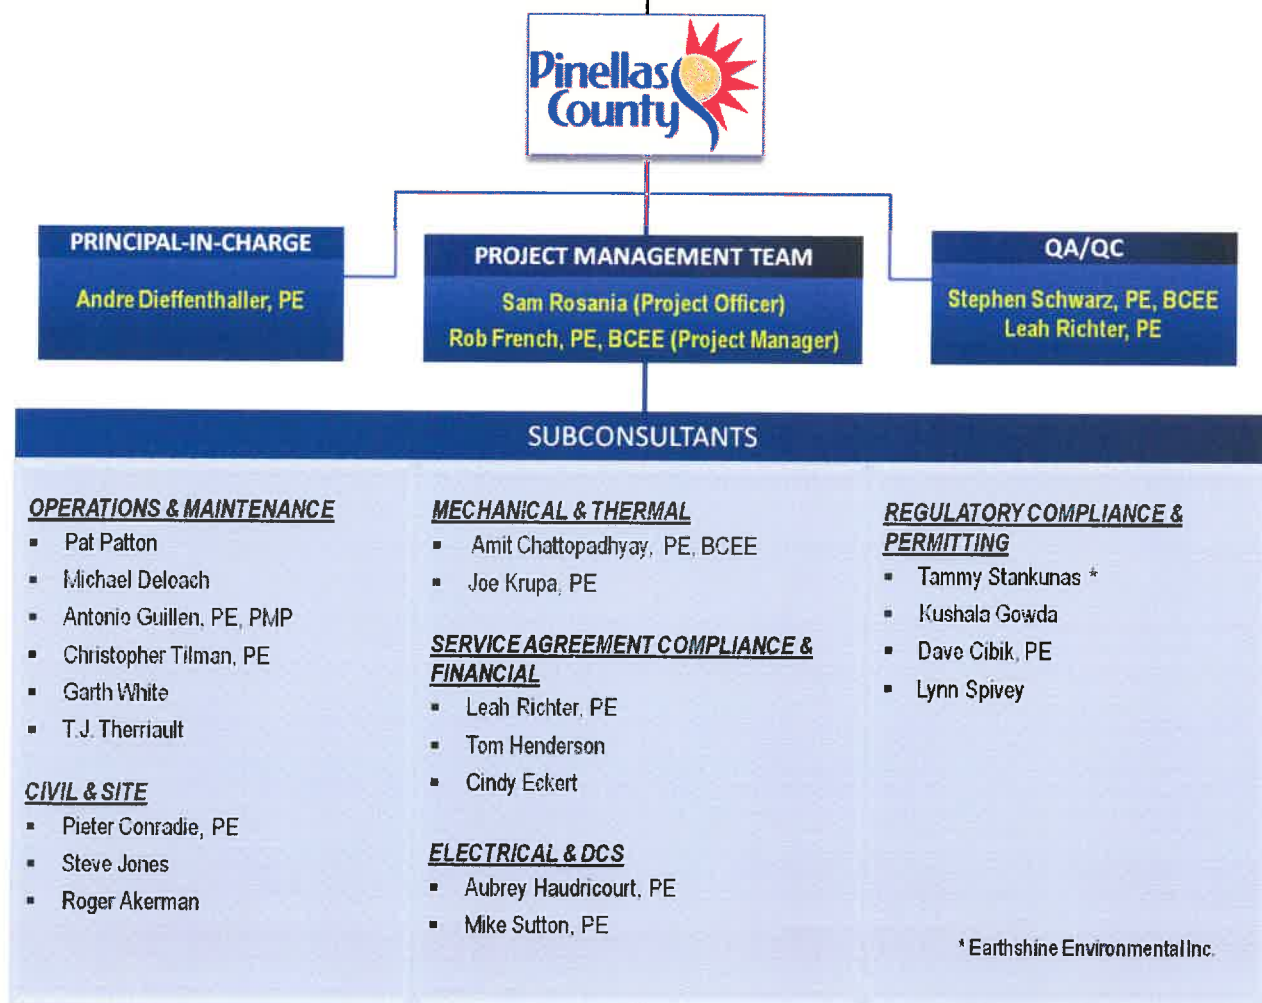 Pinellas
County
PRINCIPAL-IN-CHARGE
Andre Dieffenthaller, PE
PROJECT MANAGEMENT TEAM
Sam Rosania (Project Officer)
Rob French, PE, BCEE (Project Manager)
QA/QC
Stephen Schwarz, PE, BCEE
Leah Richter, PE
SUBCONSULTANTS
OPERATIONS & MAINTENANCE
▪ Pat Patton
▪ Michael Deloach
▪ Antonio Guillen, PE, PMP
▪ Christopher Tilman, PE
▪ Garth White
▪ T.J. Therriault
CIVIL & SITE
▪ Pieter Conradie, PE
▪ Steve Jones
▪ Roger Akerman
MECHANICAL & THERMAL
▪ Amit Chattopadhyay, PE, BCEE
▪ Joe Krupa, PE
SERVICE AGREEMENT COMPLIANCE &
FINANCIAL
▪ Leah Richter, PE
▪ Tom Henderson
▪ Cindy Eckert
ELECTRICAL & DCS
▪ Aubrey Haudricourt, PE
▪ Mike Sutton, PE
REGULATORY COMPLIANCE &
PERMITTING
▪ Tammy Stankunas *
▪ Kushala Gowda
▪ Dave Cibik, PE
▪ Lynn Spivey
* Earthshine Environmental Inc.